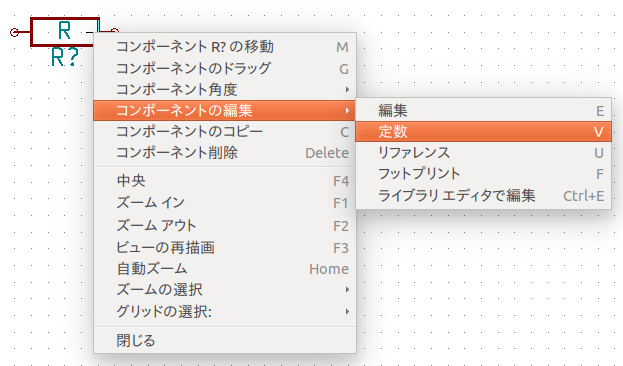 R
R?
コンポーネント R? の移動 M
コンポーネントのドラッグ G
コンポーネント角度
コンポーネントの編集
コンポーネントのコピー C
コンポーネント削除 Delete
中央 F4
ズーム イン F1
ズーム アウト F2
ビューの再描画 F3
自動ズーム Home
ズームの選択
グリッドの選択:
閉じる
編集 E
定数 V
リファレンス U
フットプリント F
ライブラリ エディタで編集 Ctrl+E